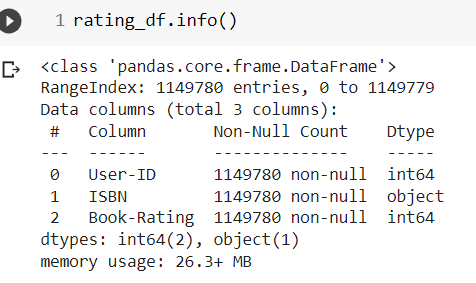 1 rating_df.info()
<class 'pandas.core.frame.DataFrame'>
RangeIndex: 1149780 entries, 0 to 1149779
Data columns (total 3 columns):
 #   Column       Non-Null Count    Dtype
---  ------       --------------    -----
 0   User-ID      1149780 non-null  int64
 1   ISBN         1149780 non-null  object
 2   Book-Rating  1149780 non-null  int64
dtypes: int64(2), object(1)
memory usage: 26.3+ MB